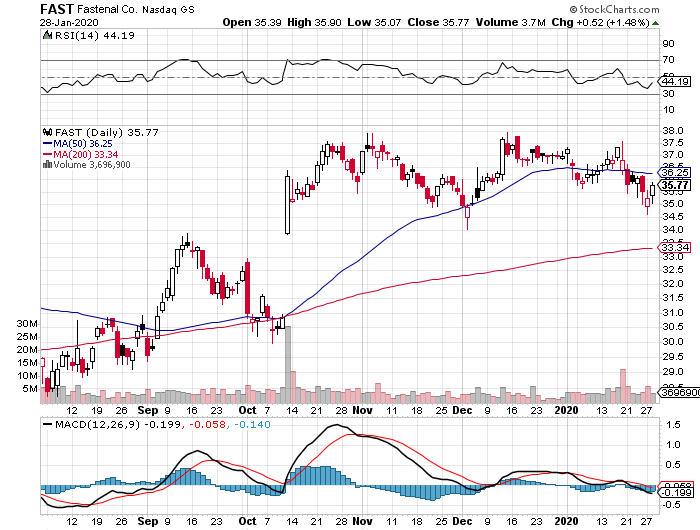 FAST Fastenal Co. Nasdaq GS © StockCharts.com
28-Jan-2020 Open 35.39 High 35.90 Low 35.07 Close 35.77 Volume 3.7M Chg +0.52 (+1.48%)
RSI(14) 44.19
90
70
50
44.19
30
10
FAST (Daily) 35.77
MA(50) 36.25
MA(200) 33.34
Volume 3,696,900
38.0
37.5
37.0
36.5
36.25
35.77
35.5
35.0
34.5
34.0
33.34
33.0
32.5
32.0
31.5
31.0
30.5
30.0
29.5
29.0
28.5
3696900
30M
25M
20M
15M
10M
5M
12 19 26 Sep 9 16 23 Oct 7 14 21 28 Nov 11 18 25 Dec 9 16 23 2020 13 21 27
MACD(12,26,9) -0.199, -0.058, -0.140
1.5
1.0
0.5
-0.058
-0.199
-0.5
12 19 26 Sep 9 16 23 Oct 7 14 21 28 Nov 11 18 25 Dec 9 16 23 2020 13 21 27